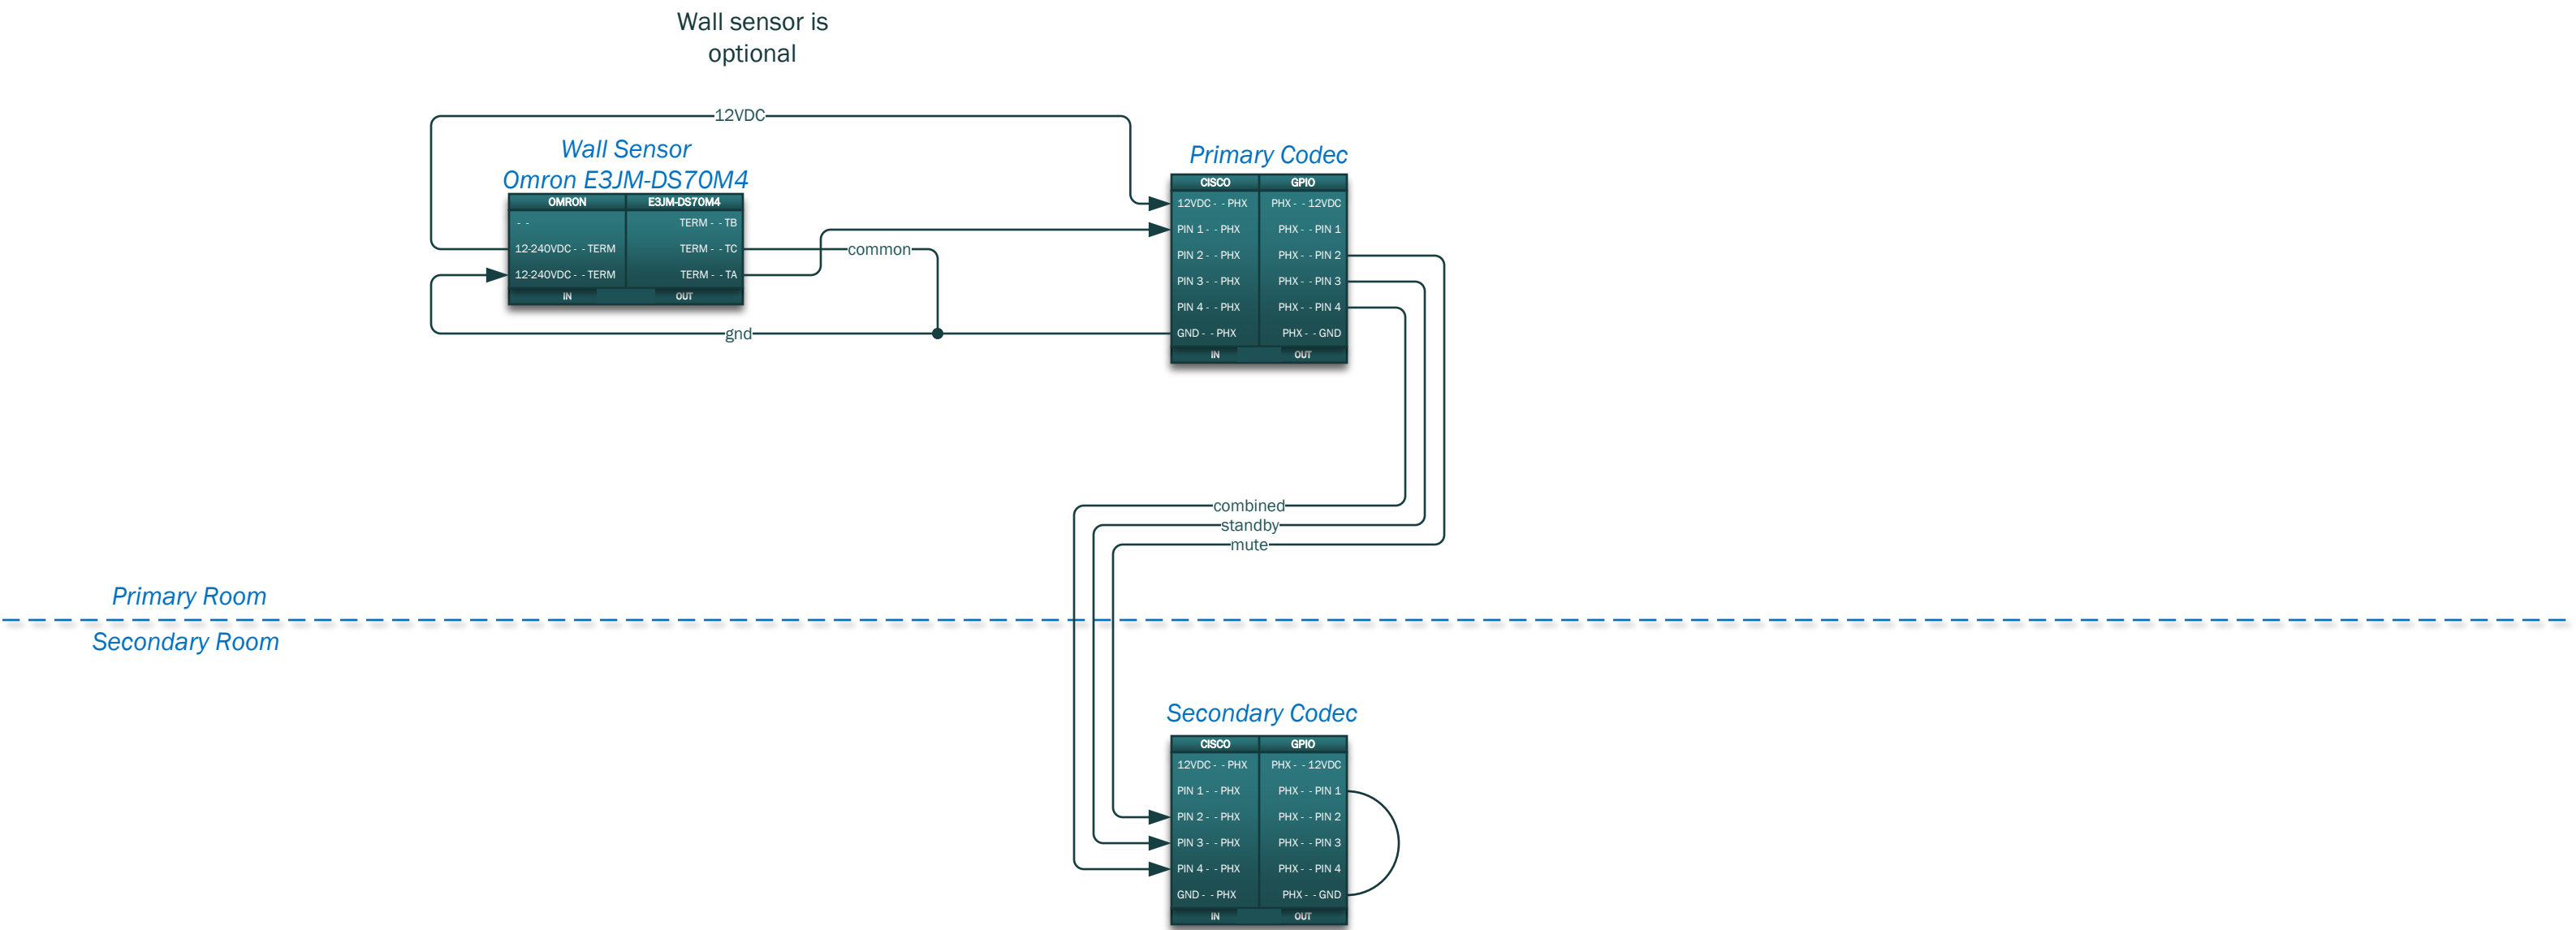 Wall sensor is
optional
12VDC
Wall Sensor
Omron E3JM-DS70M4
OMRON E3JM-DS70M4
- - TERM - - TB
12-240VDC - - TERM TERM - - TC
12-240VDC - - TERM TERM - - TA
IN OUT
common
gnd
Primary Codec
CISCO GPIO
12VDC - - PHX PHX - - 12VDC
PIN 1 - - PHX PHX - - PIN 1
PIN 2 - - PHX PHX - - PIN 2
PIN 3 - - PHX PHX - - PIN 3
PIN 4 - - PHX PHX - - PIN 4
GND - - PHX PHX - - GND
IN OUT
combined
standby
mute
Primary Room
Secondary Room
Secondary Codec
CISCO GPIO
12VDC - - PHX PHX - - 12VDC
PIN 1 - - PHX PHX - - PIN 1
PIN 2 - - PHX PHX - - PIN 2
PIN 3 - - PHX PHX - - PIN 3
PIN 4 - - PHX PHX - - PIN 4
GND - - PHX PHX - - GND
IN OUT